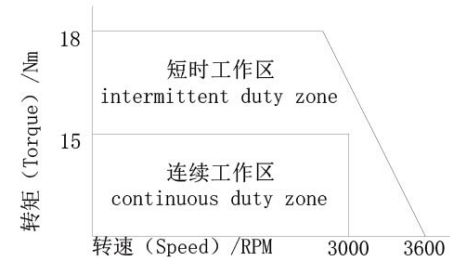 18
短时工作区
intermittent duty zone
转矩（Torque）/Nm
15
连续工作区
continuous duty zone
转速（Speed）/RPM
3000
3600